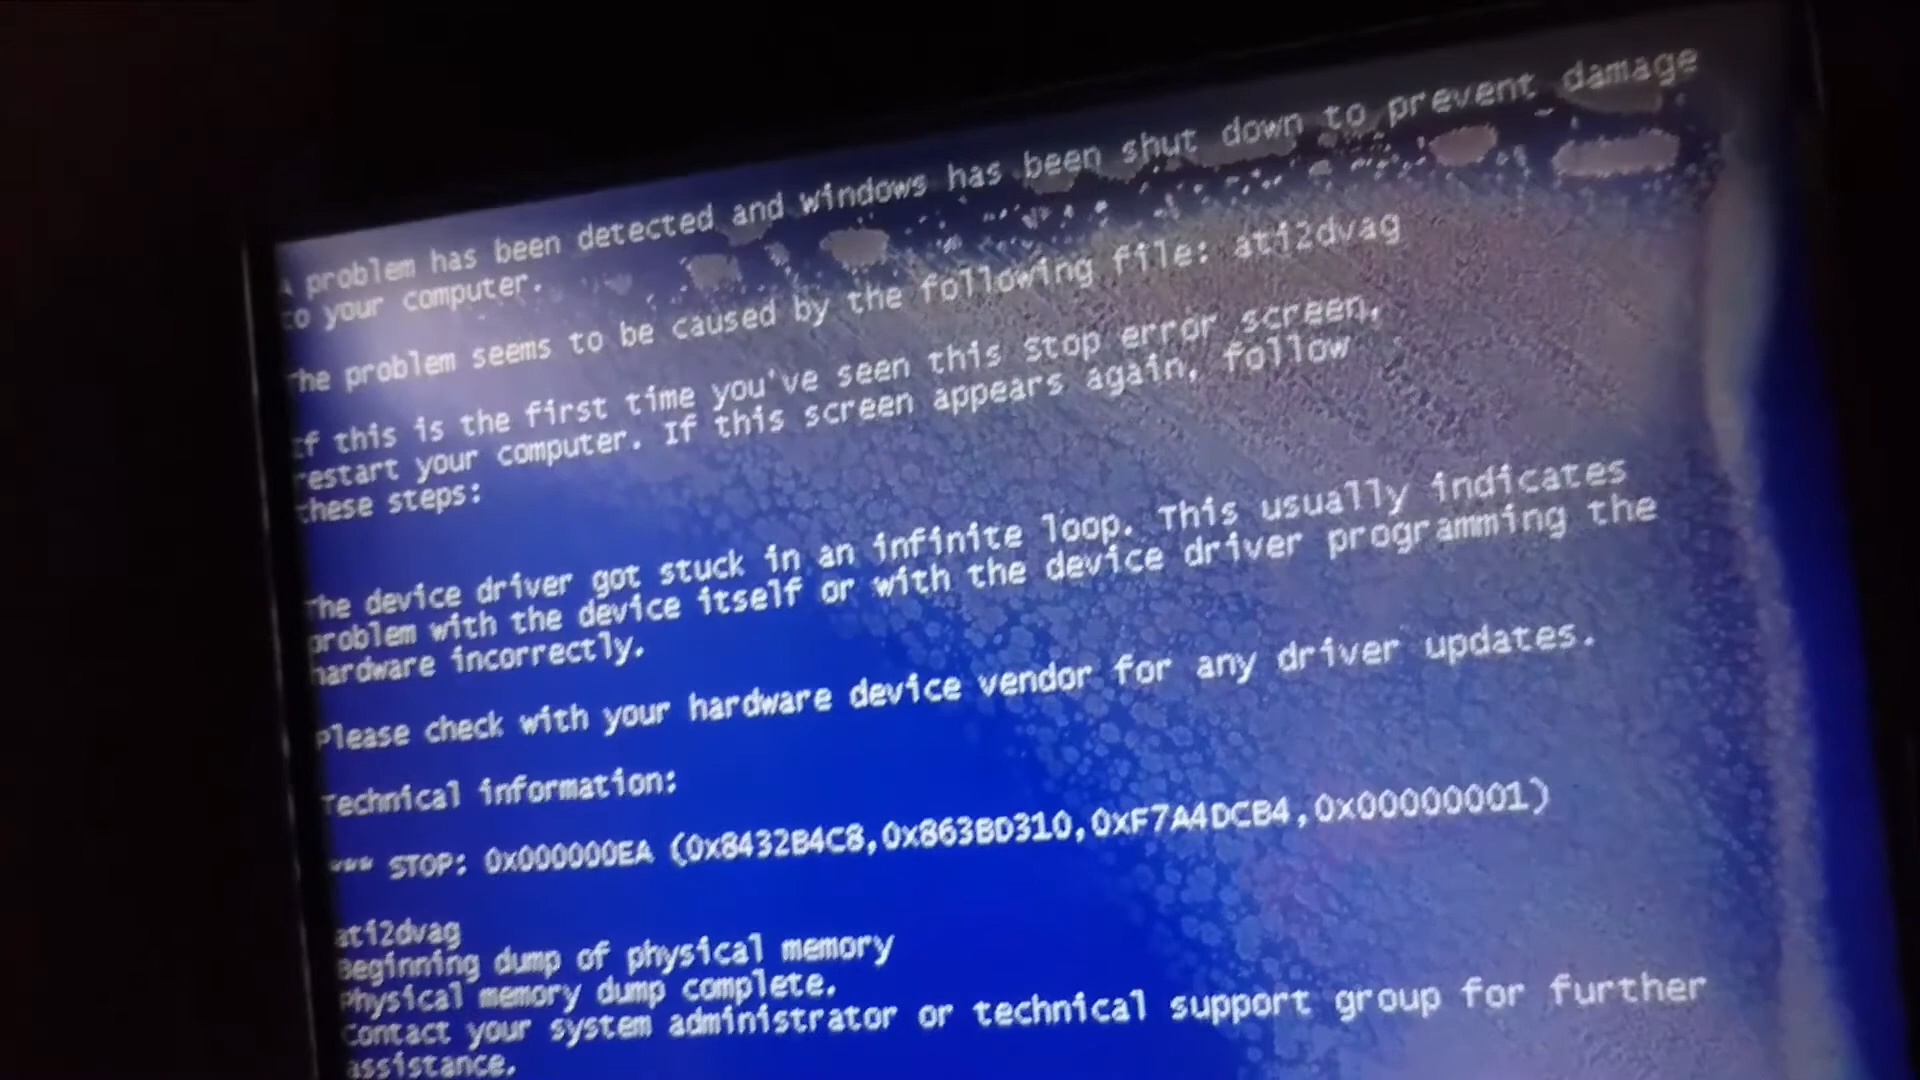 A problem has been detected and windows has been shut down to prevent damage
to your computer.
The problem seems to be caused by the following file: ati2dvag
If this is the first time you've seen this Stop error screen,
restart your computer. If this screen appears again, follow
these steps:
The device driver got stuck in an infinite loop. This usually indicates
problem with the device itself or with the device driver programming the
hardware incorrectly.
Please check with your hardware device vendor for any driver updates.
Technical information:
*** STOP: 0x000000EA (0x8432B4C8,0x863BD310,0xF7A4DCB4,0x00000001)
ati2dvag
Beginning dump of physical memory
Physical memory dump complete.
Contact your system administrator or technical support group for further
assistance.